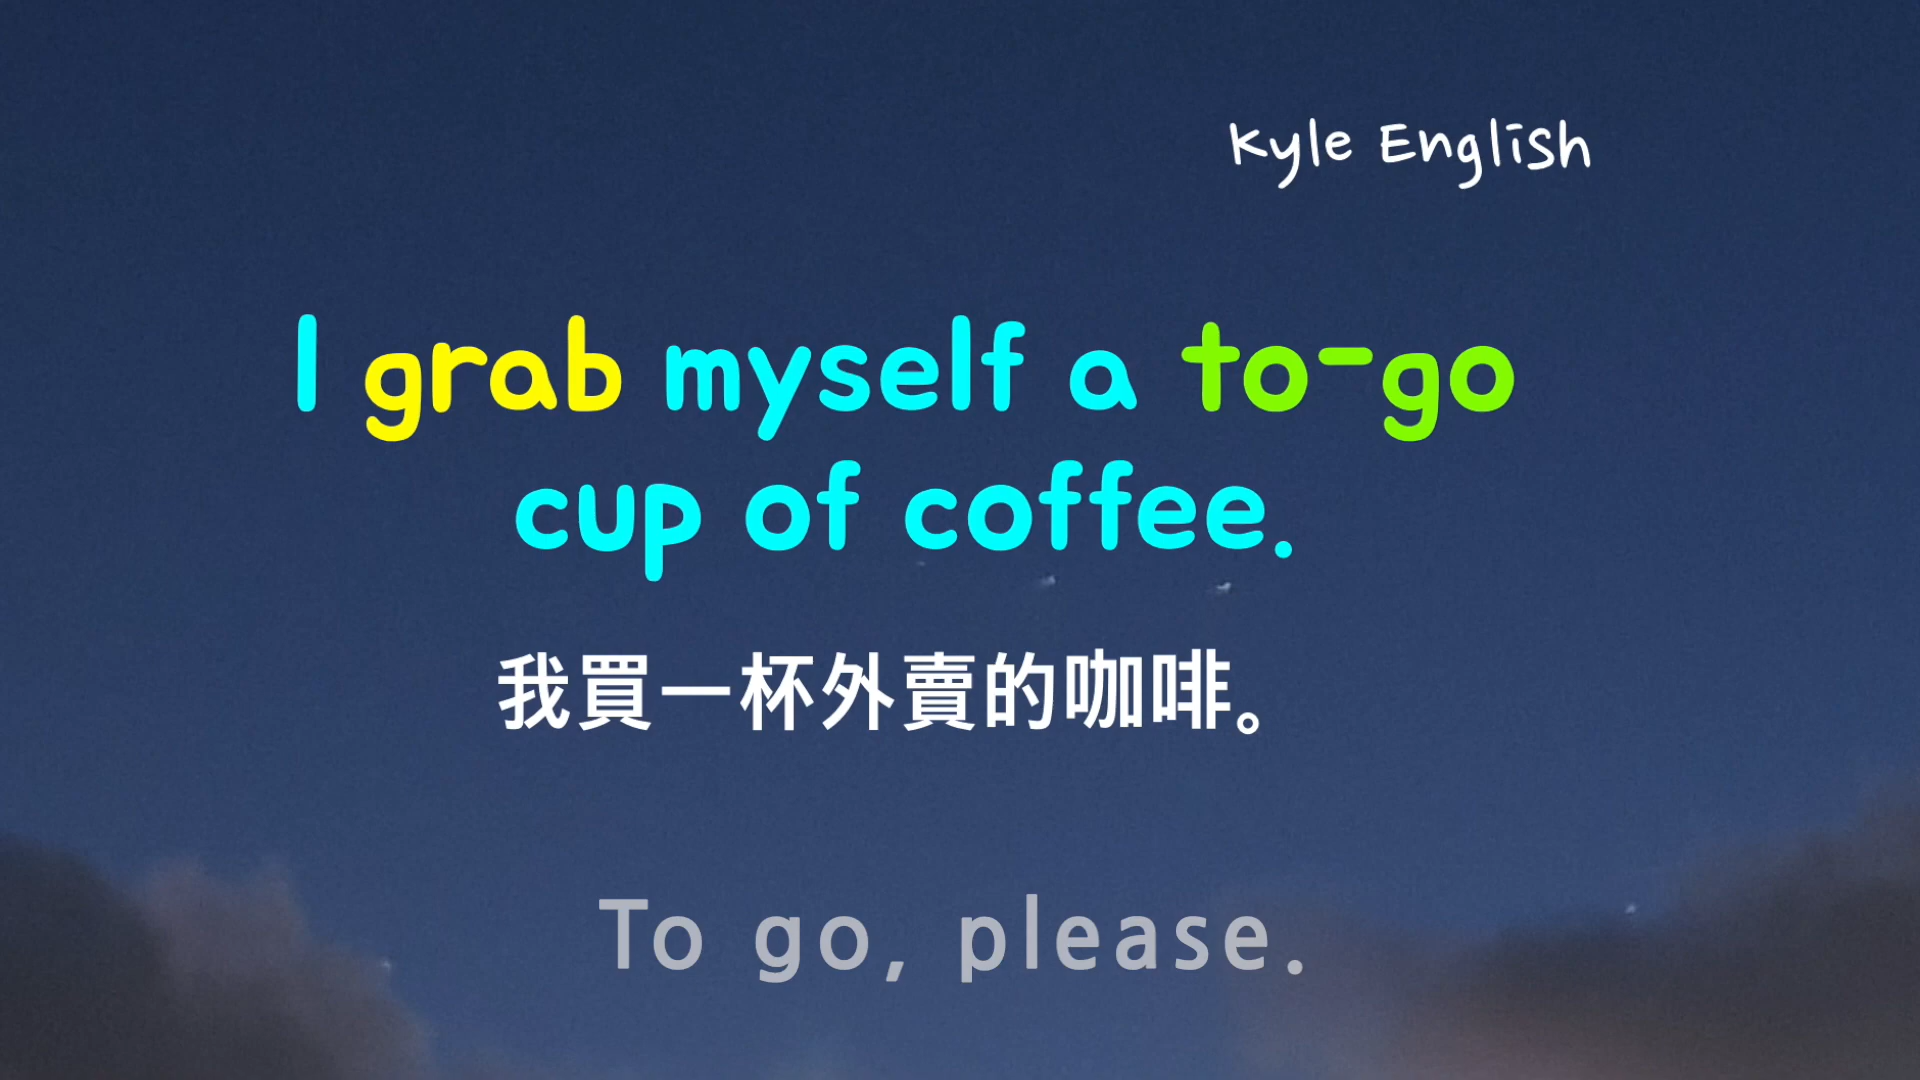 Kyle English
I grab myself a to-go
cup of coffee.
我買一杯外賣的咖啡。
To go, please.